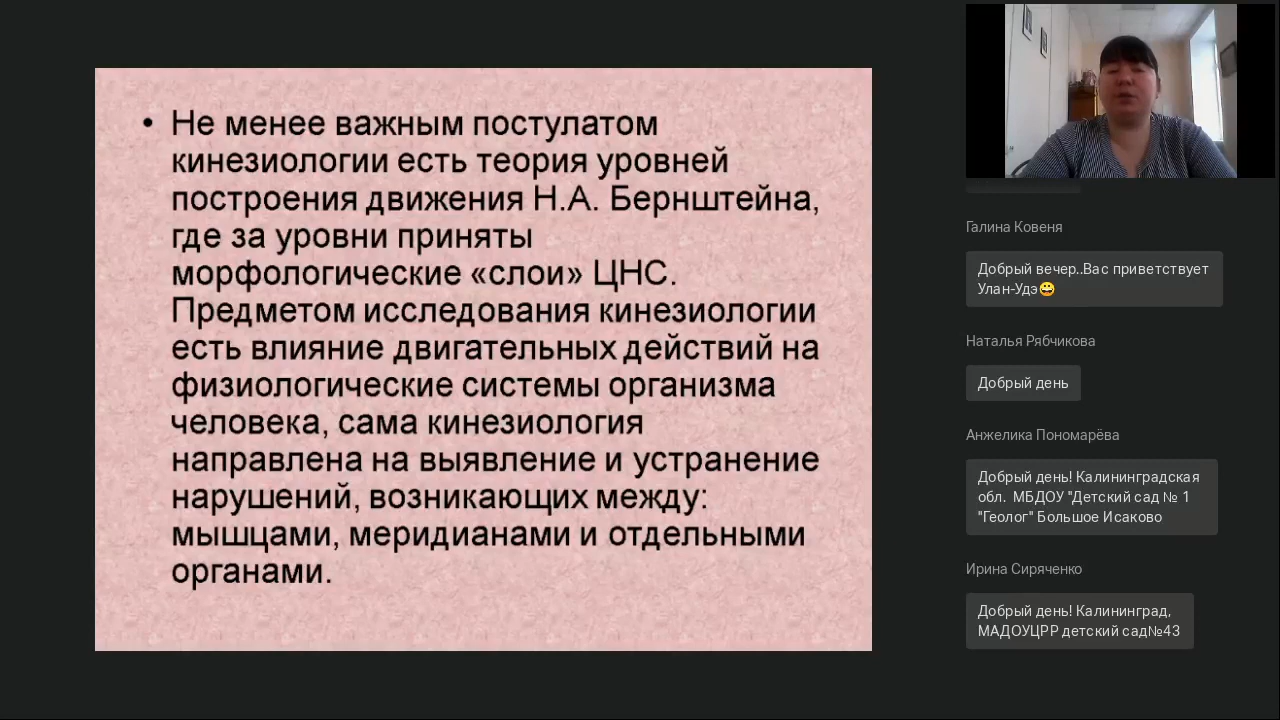 • Не менее важным постулатом
кинезиологии есть теория уровней
построения движения Н.А. Бернштейна,
где за уровни приняты
морфологические «слои» ЦНС.
Предметом исследования кинезиологии
есть влияние двигательных действий на
физиологические системы организма
человека, сама кинезиология
направлена на выявление и устранение
нарушений, возникающих между:
мышцами, меридианами и отдельными
органами.
Галина Ковеня
Добрый вечер..Вас приветствует
Улан-Удэ😀
Наталья Рябчикова
Добрый день
Анжелика Пономарёва
Добрый день! Калининградская
обл. МБДОУ "Детский сад № 1
"Геолог" Большое Исаково
Ирина Сиряченко
Добрый день! Калининград,
МАДОУЦРР детский сад№43